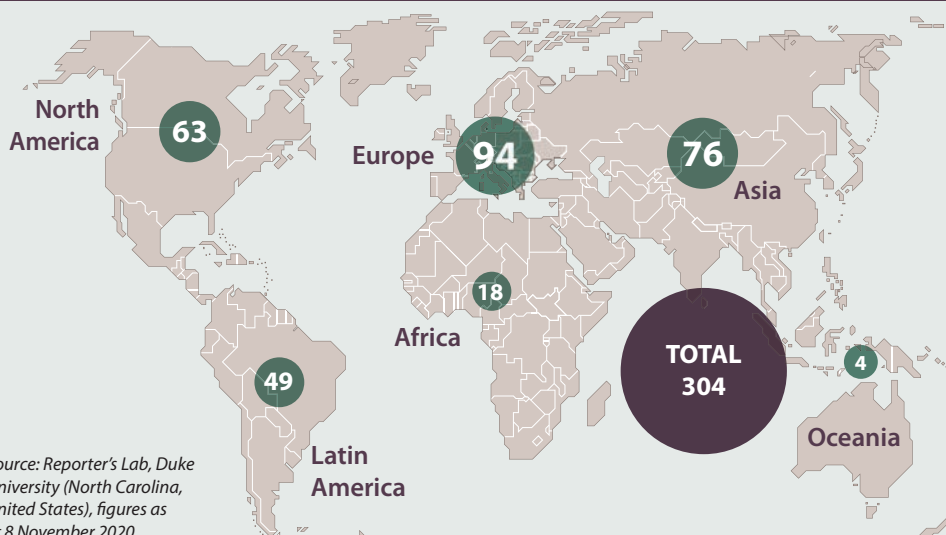 North
America
63
Europe
94
76
Asia
18
Africa
TOTAL
304
4
49
Oceania
Latin
America
ource: Reporter's Lab, Duke
niversity (North Carolina,
nited States), figures as
8 November 2020